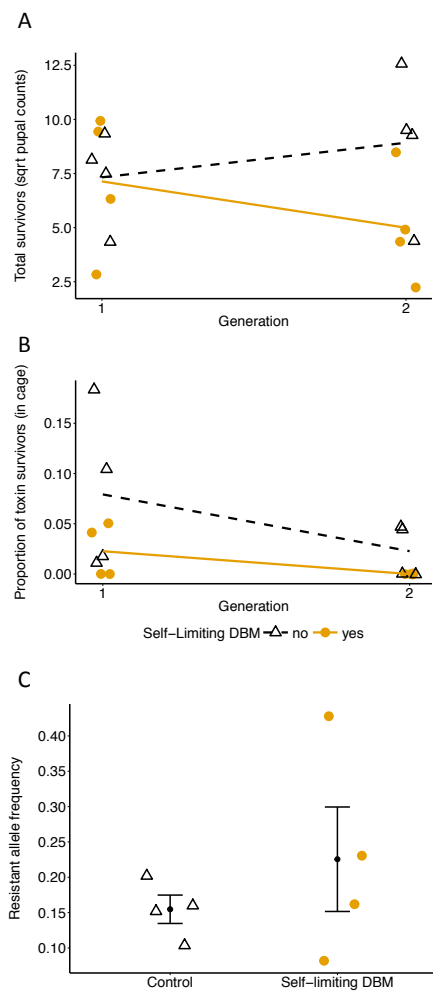 A
Total survivors (sqrt pupal counts)
12.5
10.0
7.5
5.0
2.5
1
2
Generation
B
Proportion of toxin survivors (in cage)
0.15
0.10
0.05
0.00
1
2
Generation
Self−Limiting DBM no yes
C
Resistant allele frequency
0.40
0.35
0.30
0.25
0.20
0.15
0.10
Control
Self−limiting DBM